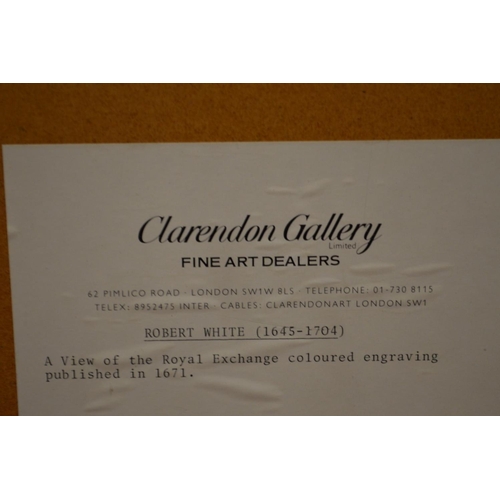 Clarendon Gallery
Limited
FINE ART DEALERS
62 PIMLICO ROAD · LONDON SW1W 8LS · TELEPHONE: 01-730 8115
TELEX: 8952475 INTER · CABLES: CLARENDONART LONDON SW1
ROBERT WHITE (1645-1704)
A View of the Royal Exchange coloured engraving
published in 1671.